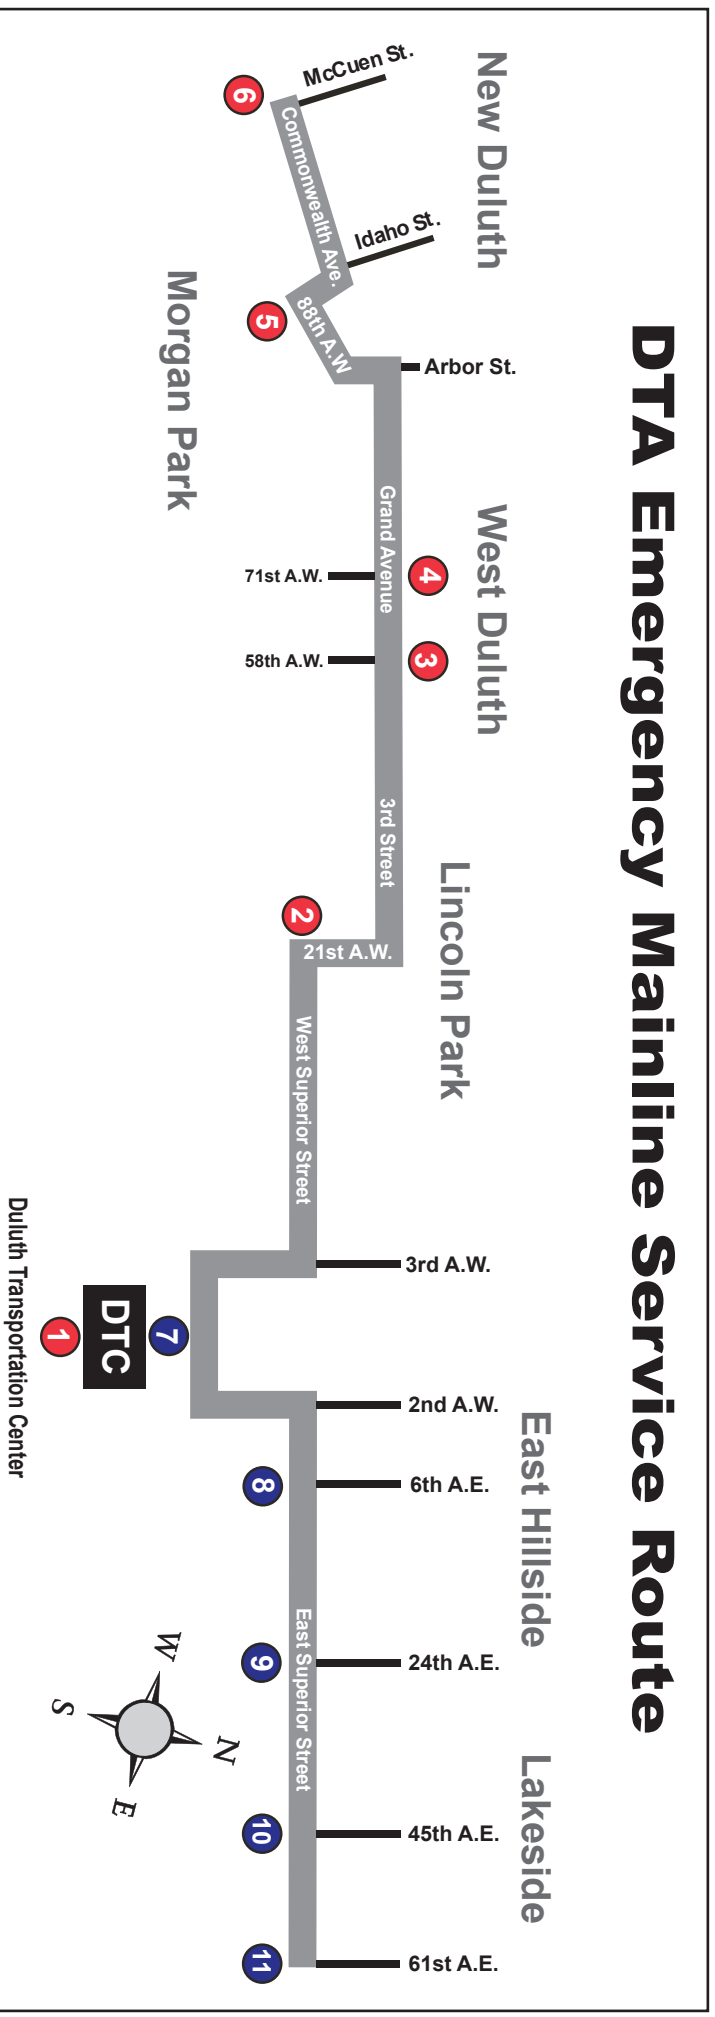 DTA Emergency Mainline Service Route
New Duluth
West Duluth
Lincoln Park
East Hillside
Lakeside
Morgan Park
McCuen St.
Idaho St.
Arbor St.
71st A.W.
58th A.W.
3rd A.W.
2nd A.W.
6th A.E.
24th A.E.
45th A.E.
61st A.E.
Commonwealth Ave.
88th A.W
Grand Avenue
3rd Street
21st A.W.
West Superior Street
East Superior Street
6
5
4
3
2
7
DTC
1
8
9
10
11
Duluth Transportation Center
W
N
S
E